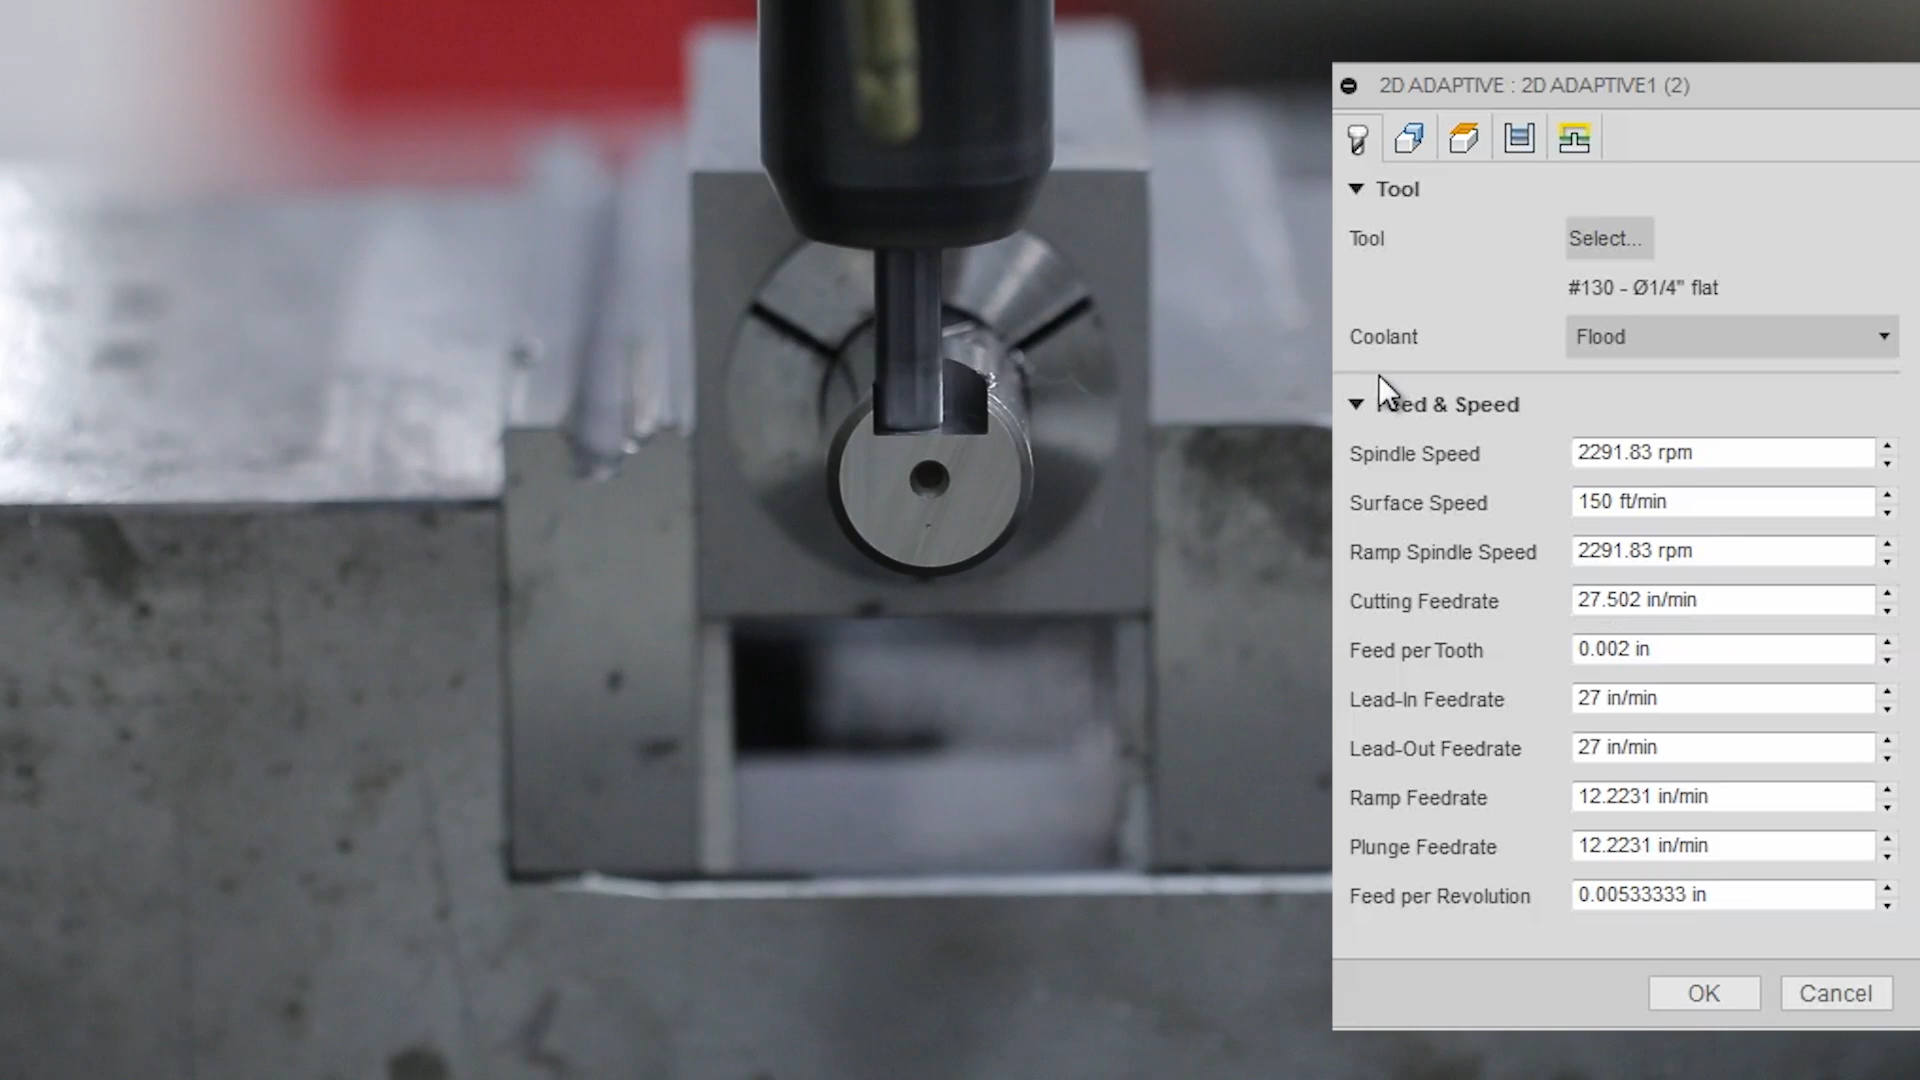 2D ADAPTIVE : 2D ADAPTIVE1 (2)
Tool
Tool Select...
#130 - Ø1/4" flat
Coolant Flood
Feed & Speed
Spindle Speed 2291.83 rpm
Surface Speed 150 ft/min
Ramp Spindle Speed 2291.83 rpm
Cutting Feedrate 27.502 in/min
Feed per Tooth 0.002 in
Lead-In Feedrate 27 in/min
Lead-Out Feedrate 27 in/min
Ramp Feedrate 12.2231 in/min
Plunge Feedrate 12.2231 in/min
Feed per Revolution 0.00533333 in
OK Cancel